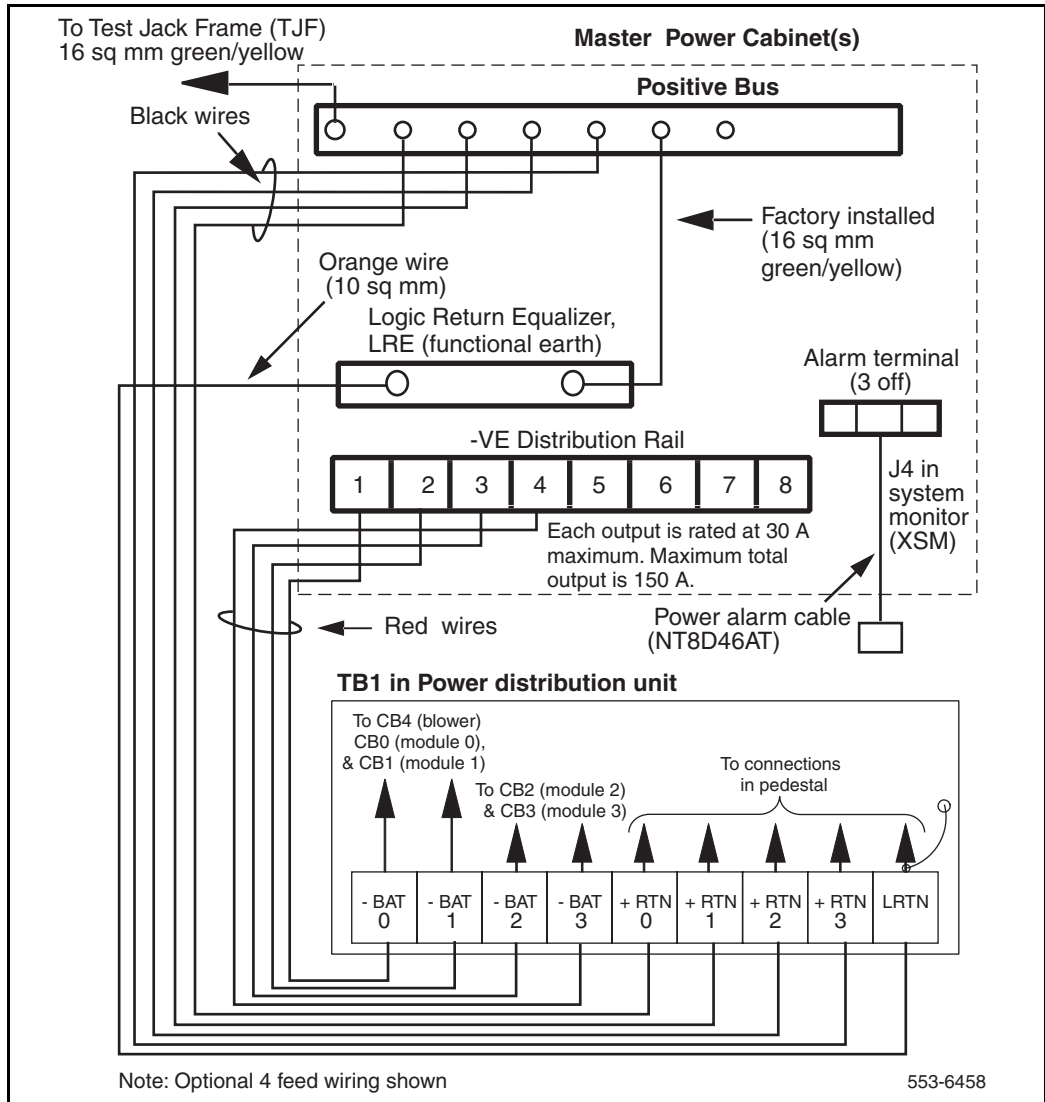 To Test Jack Frame (TJF)
16 sq mm green/yellow
Master Power Cabinet(s)
Positive Bus
Black wires
Factory installed
(16 sq mm
green/yellow)
Orange wire
(10 sq mm)
Logic Return Equalizer,
LRE (functional earth)
Alarm terminal
(3 off)
-VE Distribution Rail
1 2 3 4 5 6 7 8
J4 in
system
monitor
(XSM)
Each output is rated at 30 A
maximum. Maximum total
output is 150 A.
Power alarm cable
(NT8D46AT)
Red wires
TB1 in Power distribution unit
To CB4 (blower)
CB0 (module 0),
& CB1 (module 1)
To CB2 (module 2)
& CB3 (module 3)
To connections
in pedestal
- BAT - BAT - BAT - BAT + RTN + RTN + RTN + RTN LRTN
0 1 2 3 0 1 2 3
Note: Optional 4 feed wiring shown
553-6458